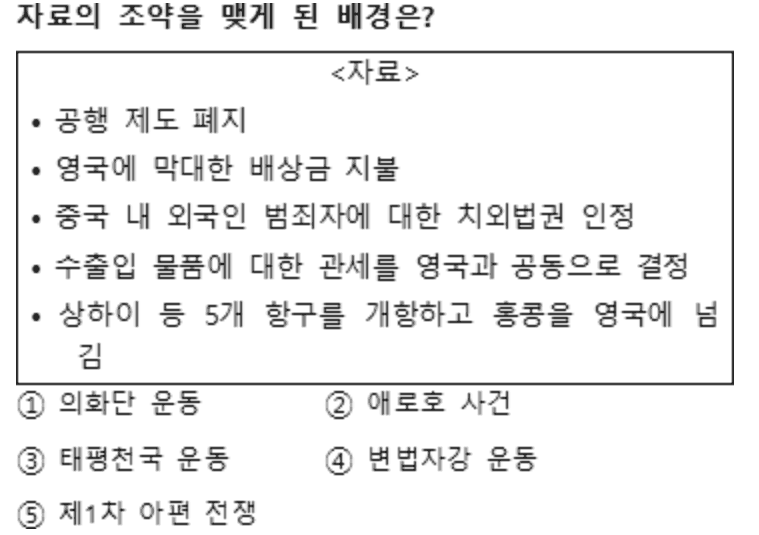 자료의 조약을 맺게 된 배경은?
<자료>
• 공행 제도 폐지
• 영국에 막대한 배상금 지불
• 중국 내 외국인 범죄자에 대한 치외법권 인정
• 수출입 물품에 대한 관세를 영국과 공동으로 결정
• 상하이 등 5개 항구를 개항하고 홍콩을 영국에 넘
김
① 의화단 운동 ② 애로호 사건
③ 태평천국 운동 ④ 변법자강 운동
⑤ 제1차 아편 전쟁